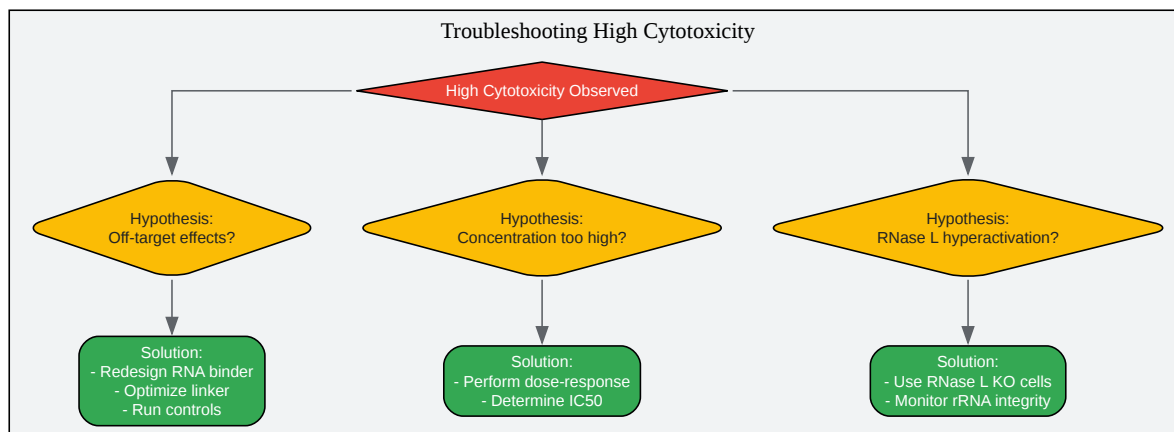 Troubleshooting High Cytotoxicity
High Cytotoxicity Observed
Hypothesis:
Off-target effects?
Hypothesis:
Concentration too high?
Hypothesis:
RNase L hyperactivation?
Solution:
- Redesign RNA binder
- Optimize linker
- Run controls
Solution:
- Perform dose-response
- Determine IC50
Solution:
- Use RNase L KO cells
- Monitor rRNA integrity